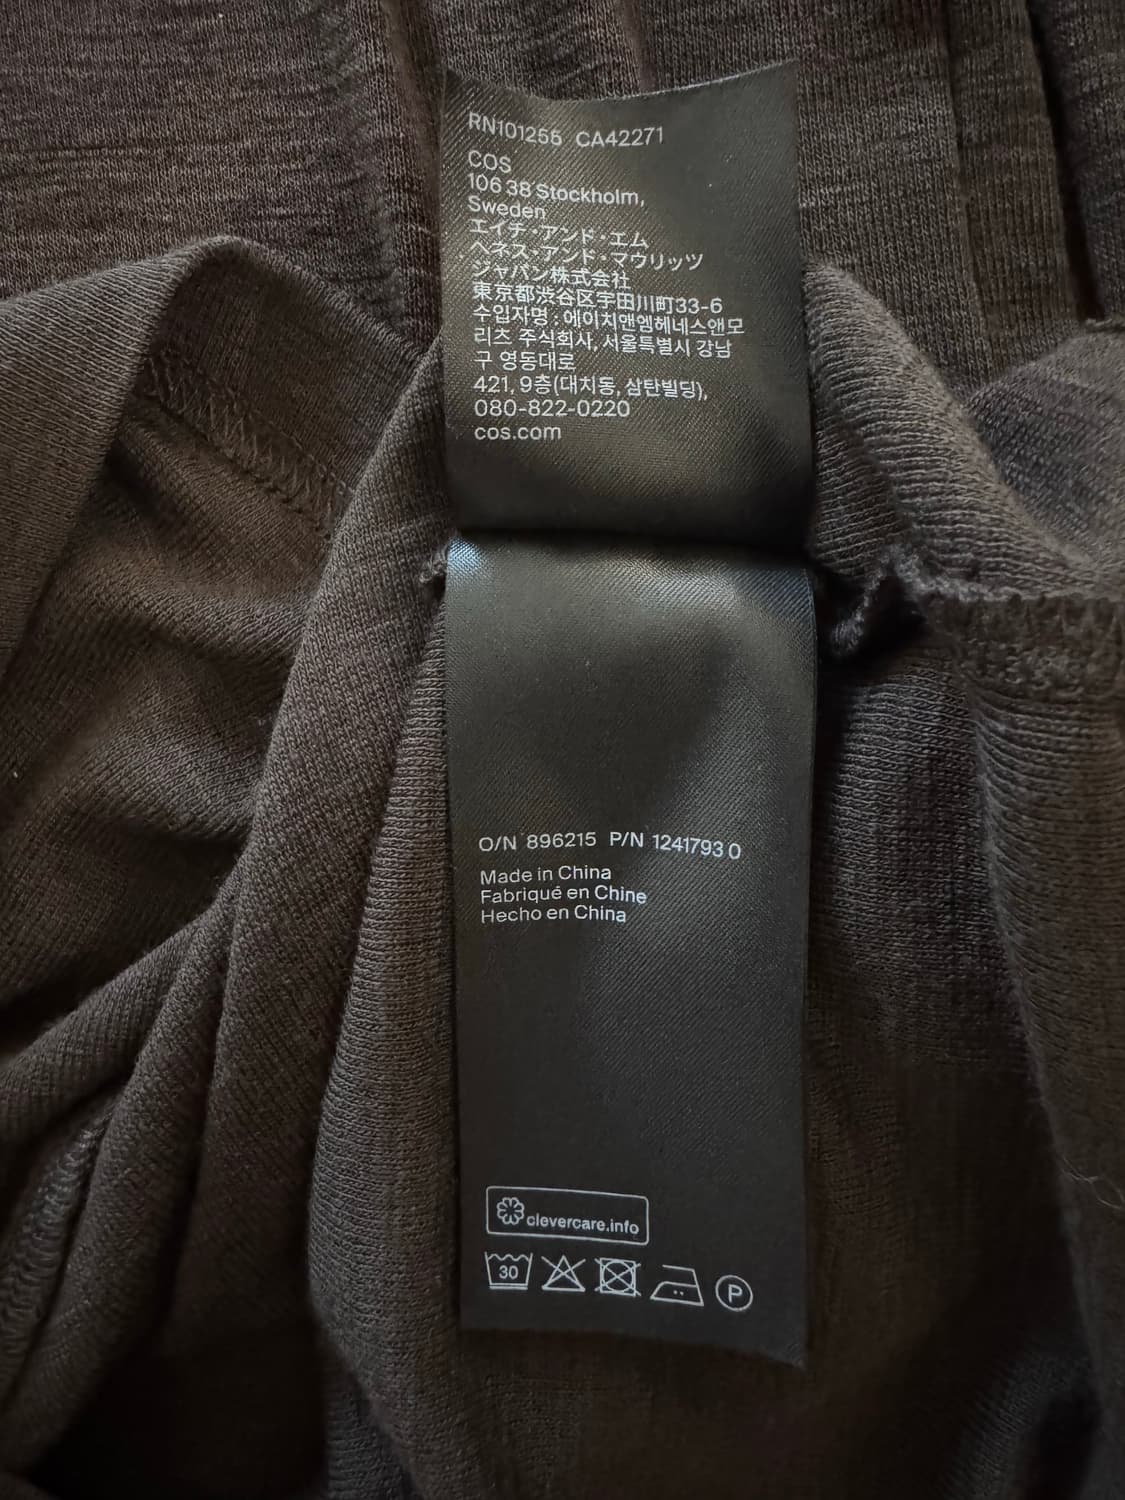 RN101255 CA42271
COS
106 38 Stockholm,
Sweden
エイチ・アンド・エム
ヘネス・アンド・マウリッツ
ジャパン株式会社
東京都渋谷区宇田川町33-6
수입자명 : 에이치앤엠헤네스앤모
리츠 주식회사, 서울특별시 강남
구 영동대로
421, 9층(대치동, 삼탄빌딩),
080-822-0220
cos.com
O/N 896215 P/N 1241793 0
Made in China
Fabriqué en Chine
Hecho en China
clevercare.info
30
P